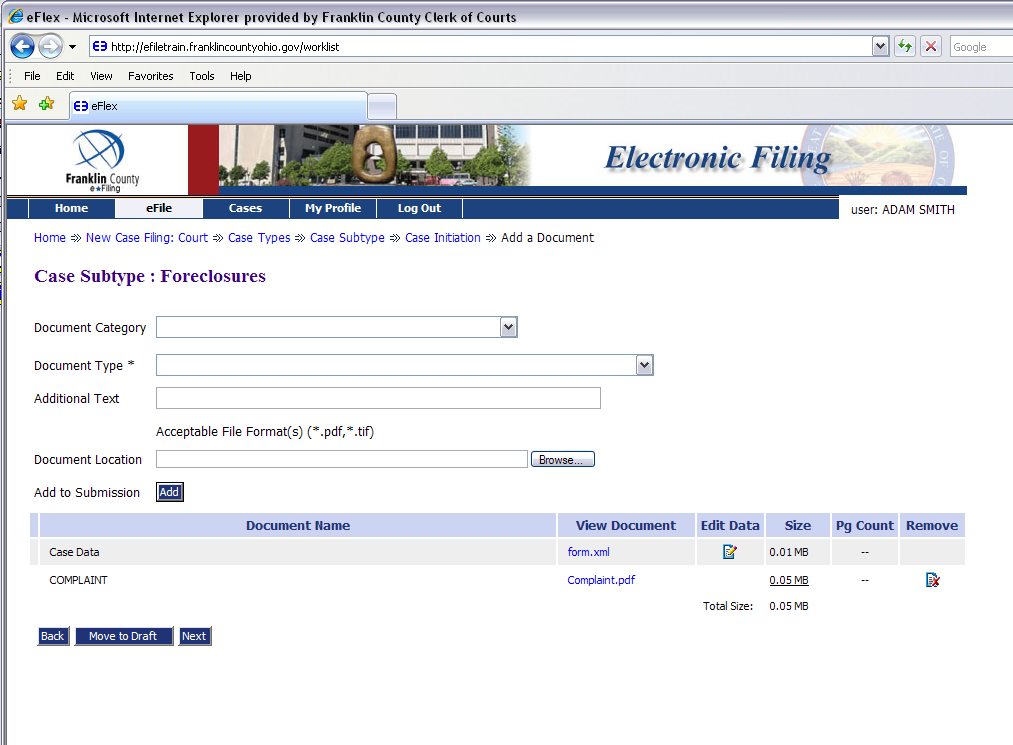 eFlex - Microsoft Internet Explorer provided by Franklin County Clerk of Courts
http://efiletrain.franklincountyohio.gov/worklist
Google
File Edit View Favorites Tools Help
eFlex
Franklin County
e★Filing
Electronic Filing
Home eFile Cases My Profile Log Out
user: ADAM SMITH
Home ⇒ New Case Filing: Court ⇒ Case Types ⇒ Case Subtype ⇒ Case Initiation ⇒ Add a Document
Case Subtype : Foreclosures
Document Category
Document Type *
Additional Text
Acceptable File Format(s) (*.pdf,*.tif)
Document Location Browse...
Add to Submission Add
Document Name View Document Edit Data Size Pg Count Remove
Case Data form.xml 0.01 MB --
COMPLAINT Complaint.pdf 0.05 MB --
Total Size: 0.05 MB
Back Move to Draft Next